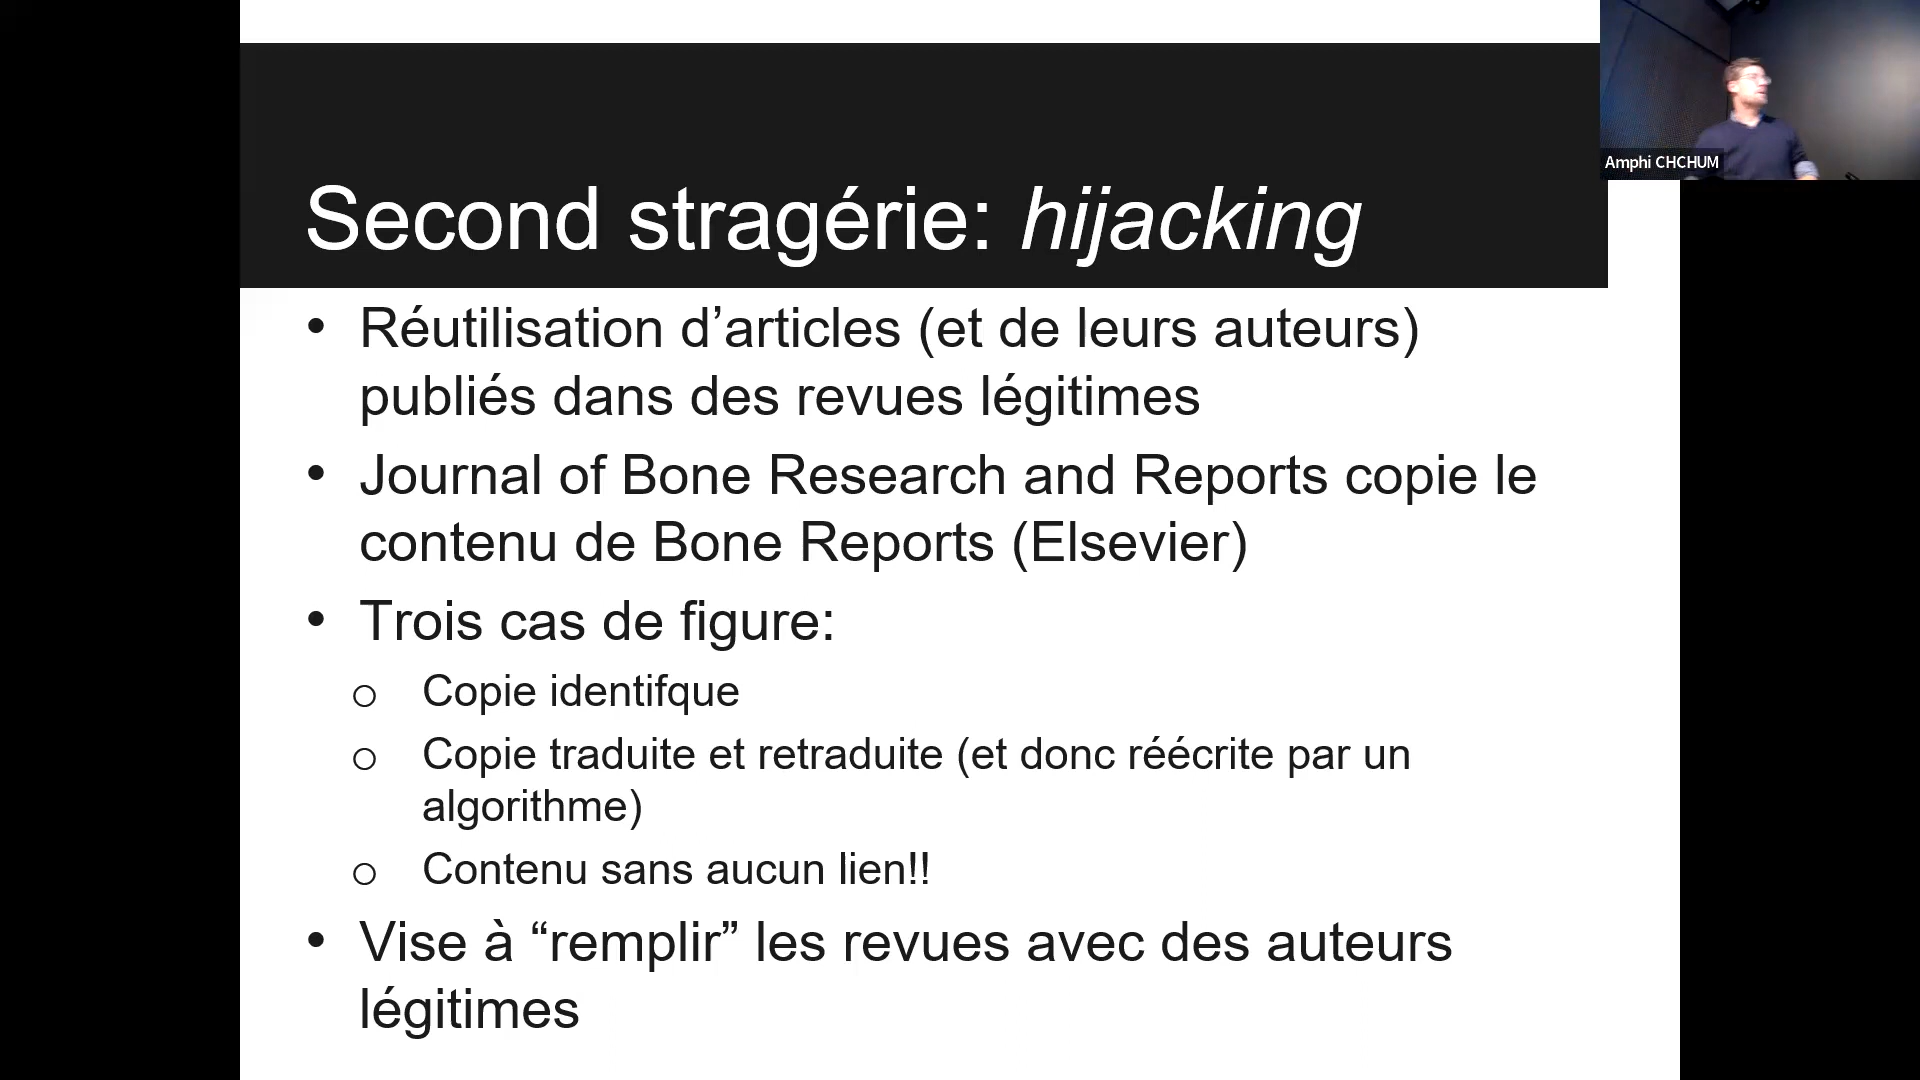 Amphi CHCHUM
Second stragérie: hijacking
• Réutilisation d’articles (et de leurs auteurs)
publiés dans des revues légitimes
• Journal of Bone Research and Reports copie le
contenu de Bone Reports (Elsevier)
• Trois cas de figure:
o Copie identifque
o Copie traduite et retraduite (et donc réécrite par un
algorithme)
o Contenu sans aucun lien!!
• Vise à “remplir” les revues avec des auteurs
légitimes